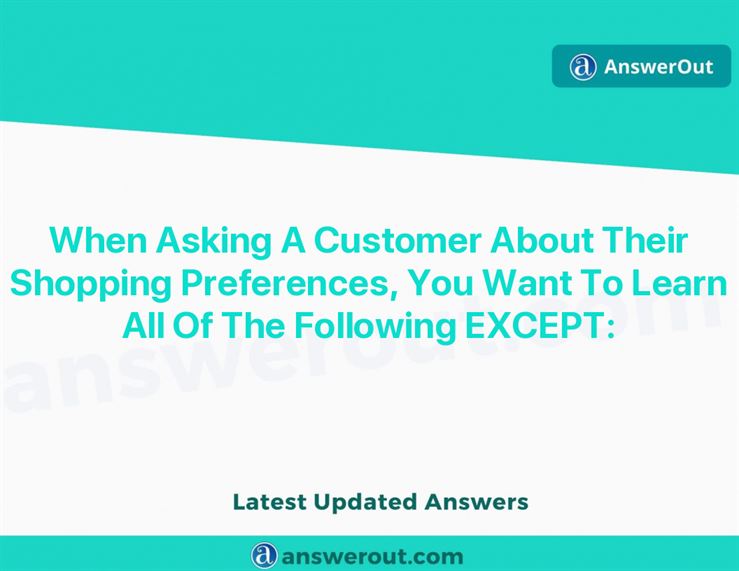 AnswerOut
When Asking A Customer About Their
Shopping Preferences, You Want To Learn
All Of The Following EXCEPT:
answerout.com
Latest Updated Answers
answerout.com